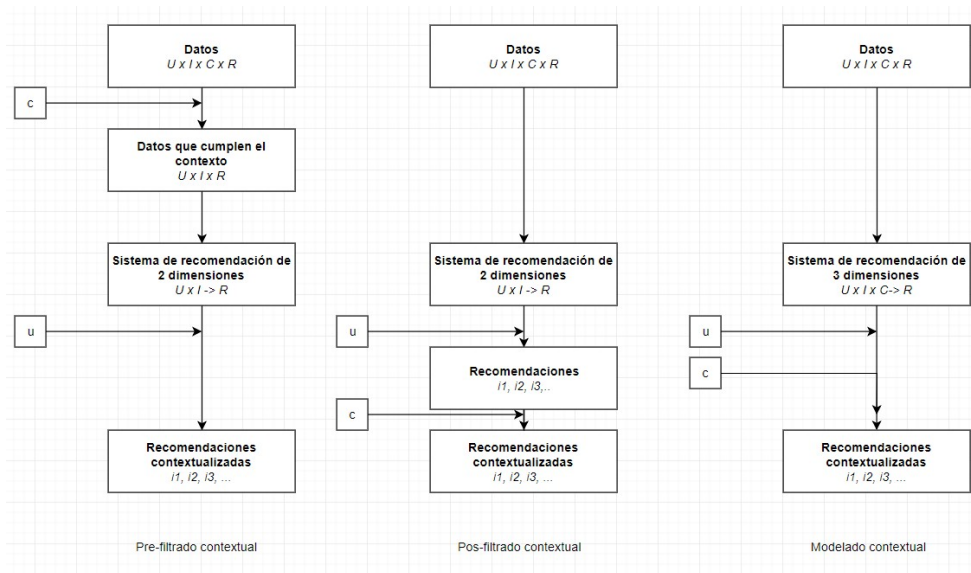 Datos
U x I x C x R
c
Datos que cumplen el
contexto
U x I x R
Sistema de recomendación de
2 dimensiones
U x I -> R
u
Recomendaciones
contextualizadas
i1, i2, i3, ...
Pre-filtrado contextual
Datos
U x I x C x R
Sistema de recomendación de
2 dimensiones
U x I -> R
u
Recomendaciones
i1, i2, i3,..
c
Recomendaciones
contextualizadas
i1, i2, i3, ...
Pos-filtrado contextual
Datos
U x I x C x R
Sistema de recomendación de
3 dimensiones
U x I x C-> R
u
c
Recomendaciones
contextualizadas
i1, i2, i3, ...
Modelado contextual